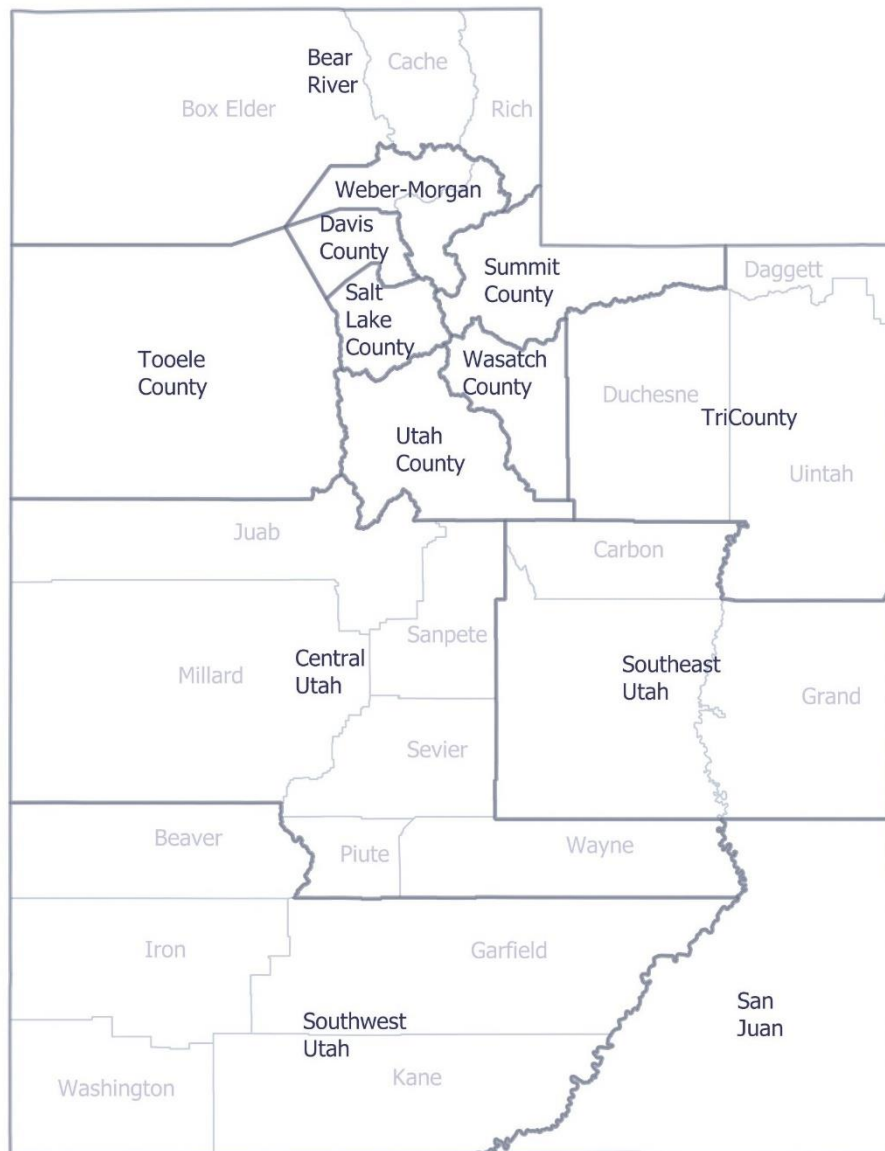 Bear
River
Cache
Box Elder
Rich
Weber-Morgan
Davis
County
Summit
County
Daggett
Salt
Lake
County
Tooele
County
Wasatch
County
Duchesne
TriCounty
Utah
County
Uintah
Juab
Carbon
Sanpete
Central
Utah
Southeast
Utah
Millard
Grand
Sevier
Beaver
Piute
Wayne
Iron
Garfield
San
Juan
Southwest
Utah
Washington
Kane